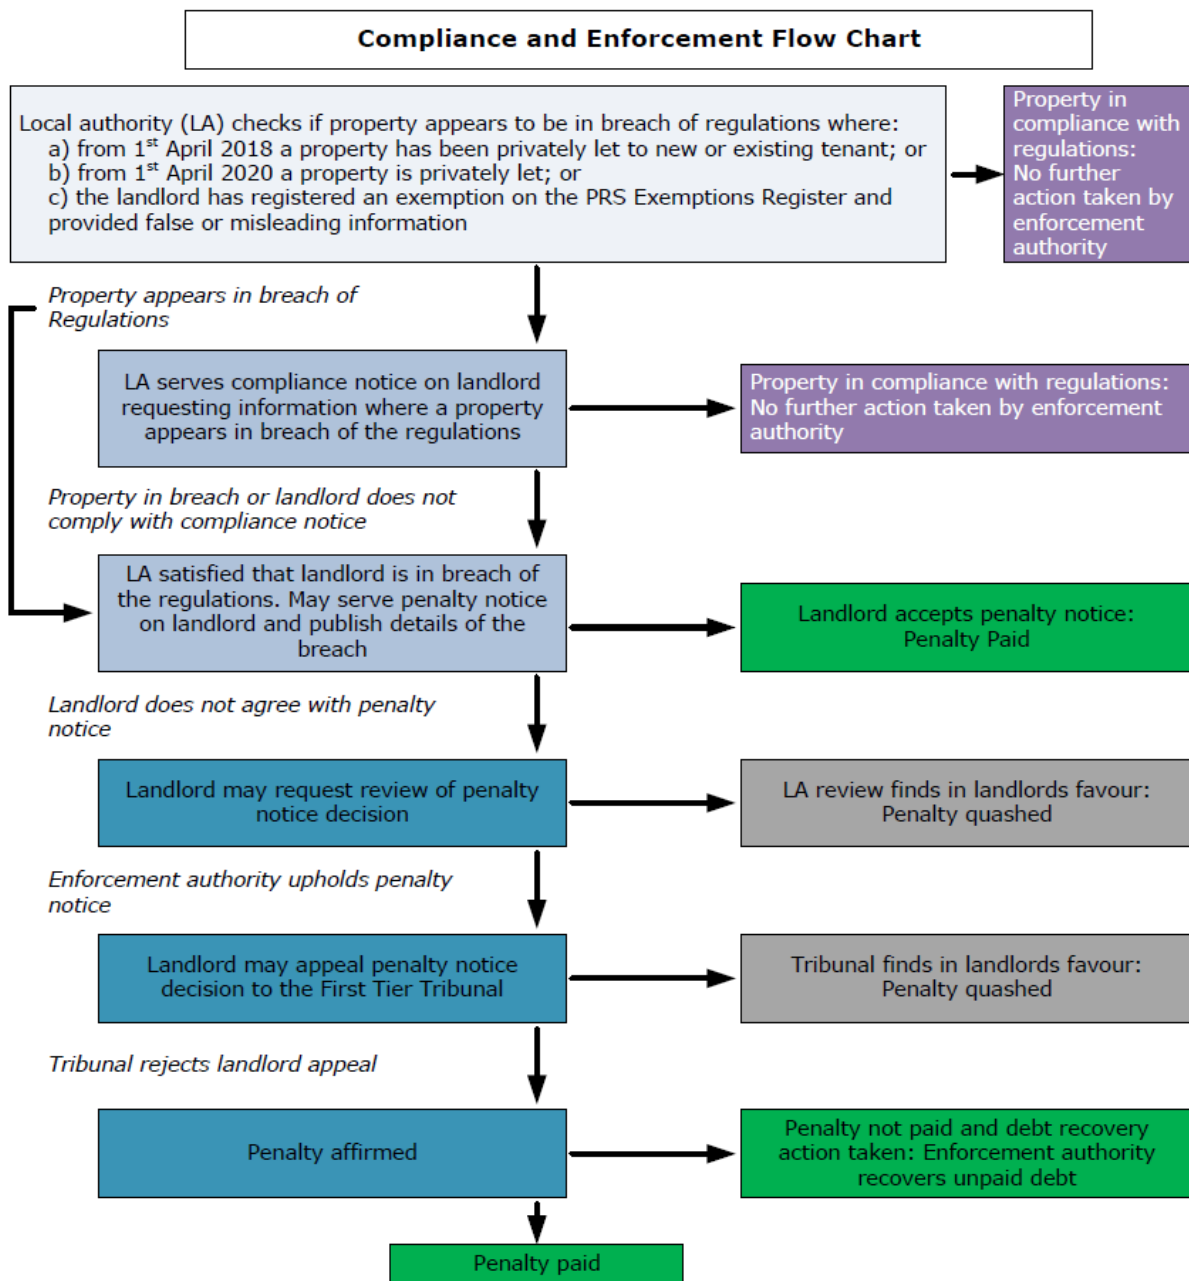 Compliance and Enforcement Flow Chart
Local authority (LA) checks if property appears to be in breach of regulations where:
a) from 1st April 2018 a property has been privately let to new or existing tenant; or
b) from 1st April 2020 a property is privately let; or
c) the landlord has registered an exemption on the PRS Exemptions Register and
provided false or misleading information
Property in
compliance with
regulations:
No further
action taken by
enforcement
authority
Property appears in breach of
Regulations
LA serves compliance notice on landlord
requesting information where a property
appears in breach of the regulations
Property in compliance with regulations:
No further action taken by enforcement
authority
Property in breach or landlord does not
comply with compliance notice
LA satisfied that landlord is in breach of
the regulations. May serve penalty notice
on landlord and publish details of the
breach
Landlord accepts penalty notice:
Penalty Paid
Landlord does not agree with penalty
notice
Landlord may request review of penalty
notice decision
LA review finds in landlords favour:
Penalty quashed
Enforcement authority upholds penalty
notice
Landlord may appeal penalty notice
decision to the First Tier Tribunal
Tribunal finds in landlords favour:
Penalty quashed
Tribunal rejects landlord appeal
Penalty affirmed
Penalty not paid and debt recovery
action taken: Enforcement authority
recovers unpaid debt
Penalty paid